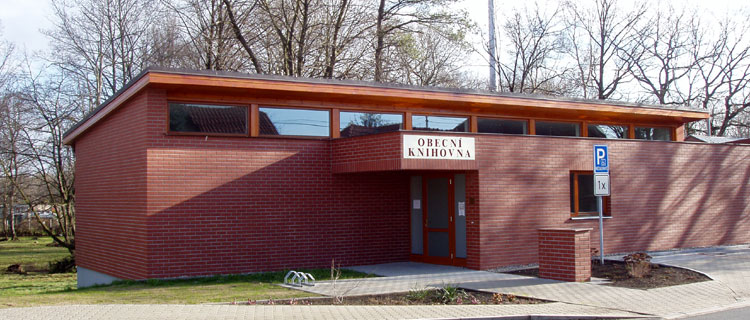 OBECNÍ
KNIHOVNA
P
1x